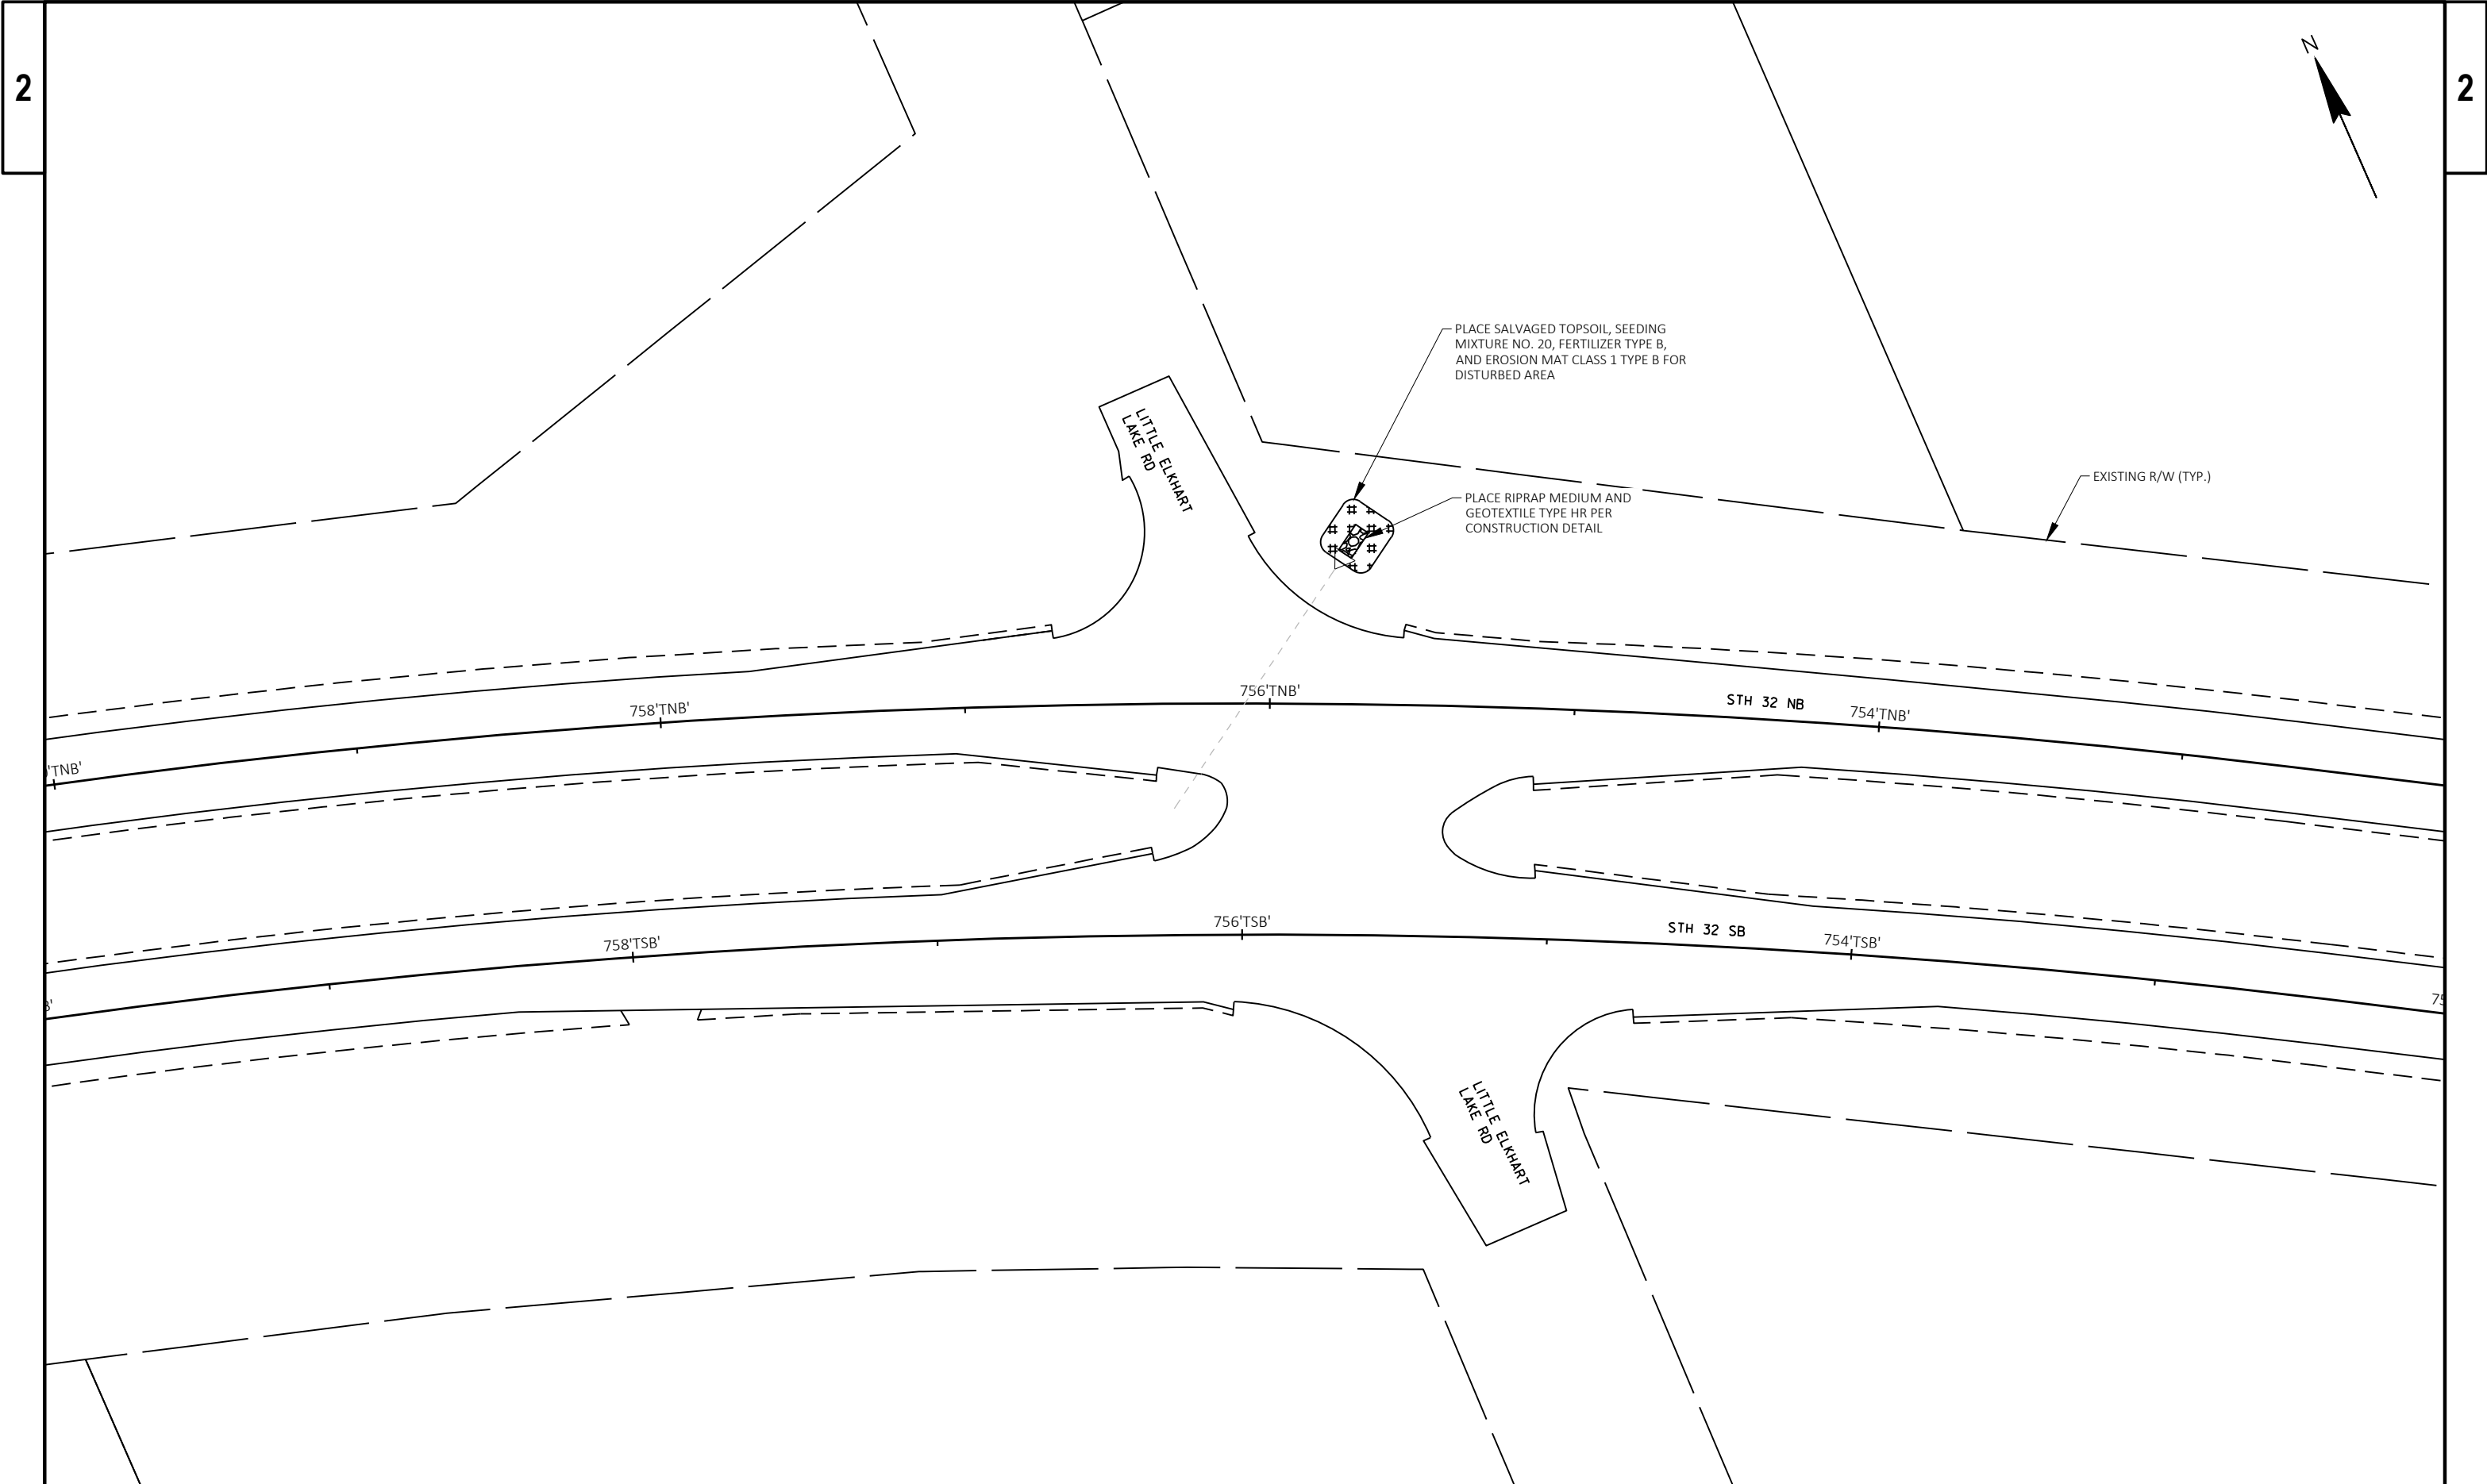 2
2
N
PLACE SALVAGED TOPSOIL, SEEDING
MIXTURE NO. 20, FERTILIZER TYPE B,
AND EROSION MAT CLASS 1 TYPE B FOR
DISTURBED AREA
LITTLE ELKHART
LAKE RD
EXISTING R/W (TYP.)
PLACE RIPRAP MEDIUM AND
GEOTEXTILE TYPE HR PER
CONSTRUCTION DETAIL
756'TNB'
STH 32 NB
758'TNB'
754'TNB'
'TNB'
756'TSB'
STH 32 SB
758'TSB'
754'TSB'
LITTLE ELKHART
LAKE RD